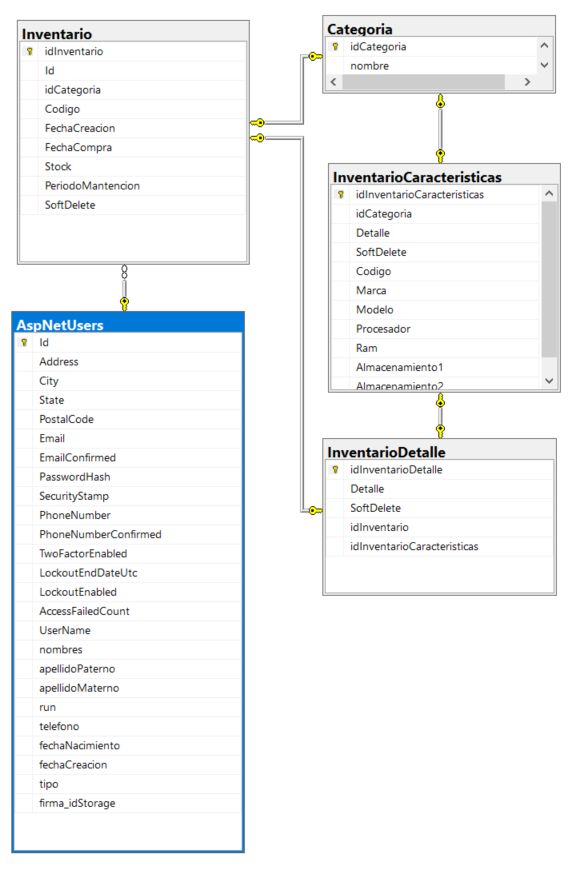 Inventario
idInventario
Id
idCategoria
Codigo
FechaCreacion
FechaCompra
Stock
PeriodoMantencion
SoftDelete
Categoria
idCategoria
nombre
InventarioCaracteristicas
idInventarioCaracteristicas
idCategoria
Detalle
SoftDelete
Codigo
Marca
Modelo
Procesador
Ram
Almacenamiento1
Almacenamiento2
AspNetUsers
Id
Address
City
State
PostalCode
Email
EmailConfirmed
PasswordHash
SecurityStamp
PhoneNumber
PhoneNumberConfirmed
TwoFactorEnabled
LockoutEndDateUtc
LockoutEnabled
AccessFailedCount
UserName
nombres
apellidoPaterno
apellidoMaterno
run
telefono
fechaNacimiento
fechaCreacion
tipo
firma_idStorage
InventarioDetalle
idInventarioDetalle
Detalle
SoftDelete
idInventario
idInventarioCaracteristicas